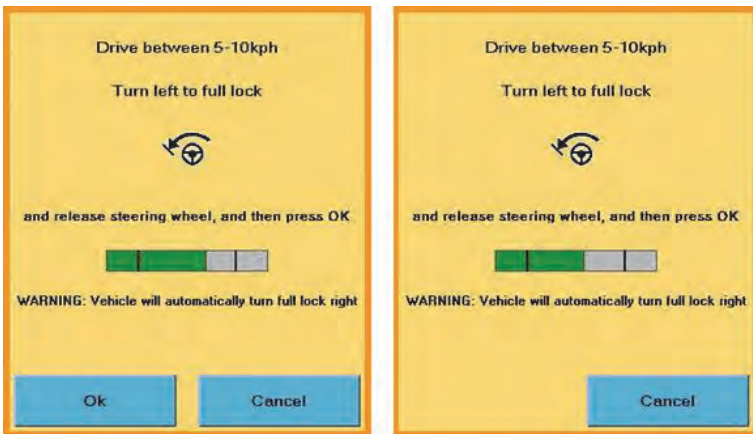 Drive between 5-10kph
Turn left to full lock
and release steering wheel, and then press OK
WARNING: Vehicle will automatically turn full lock right
Ok
Cancel
Drive between 5-10kph
Turn left to full lock
and release steering wheel, and then press OK
WARNING: Vehicle will automatically turn full lock right
Cancel